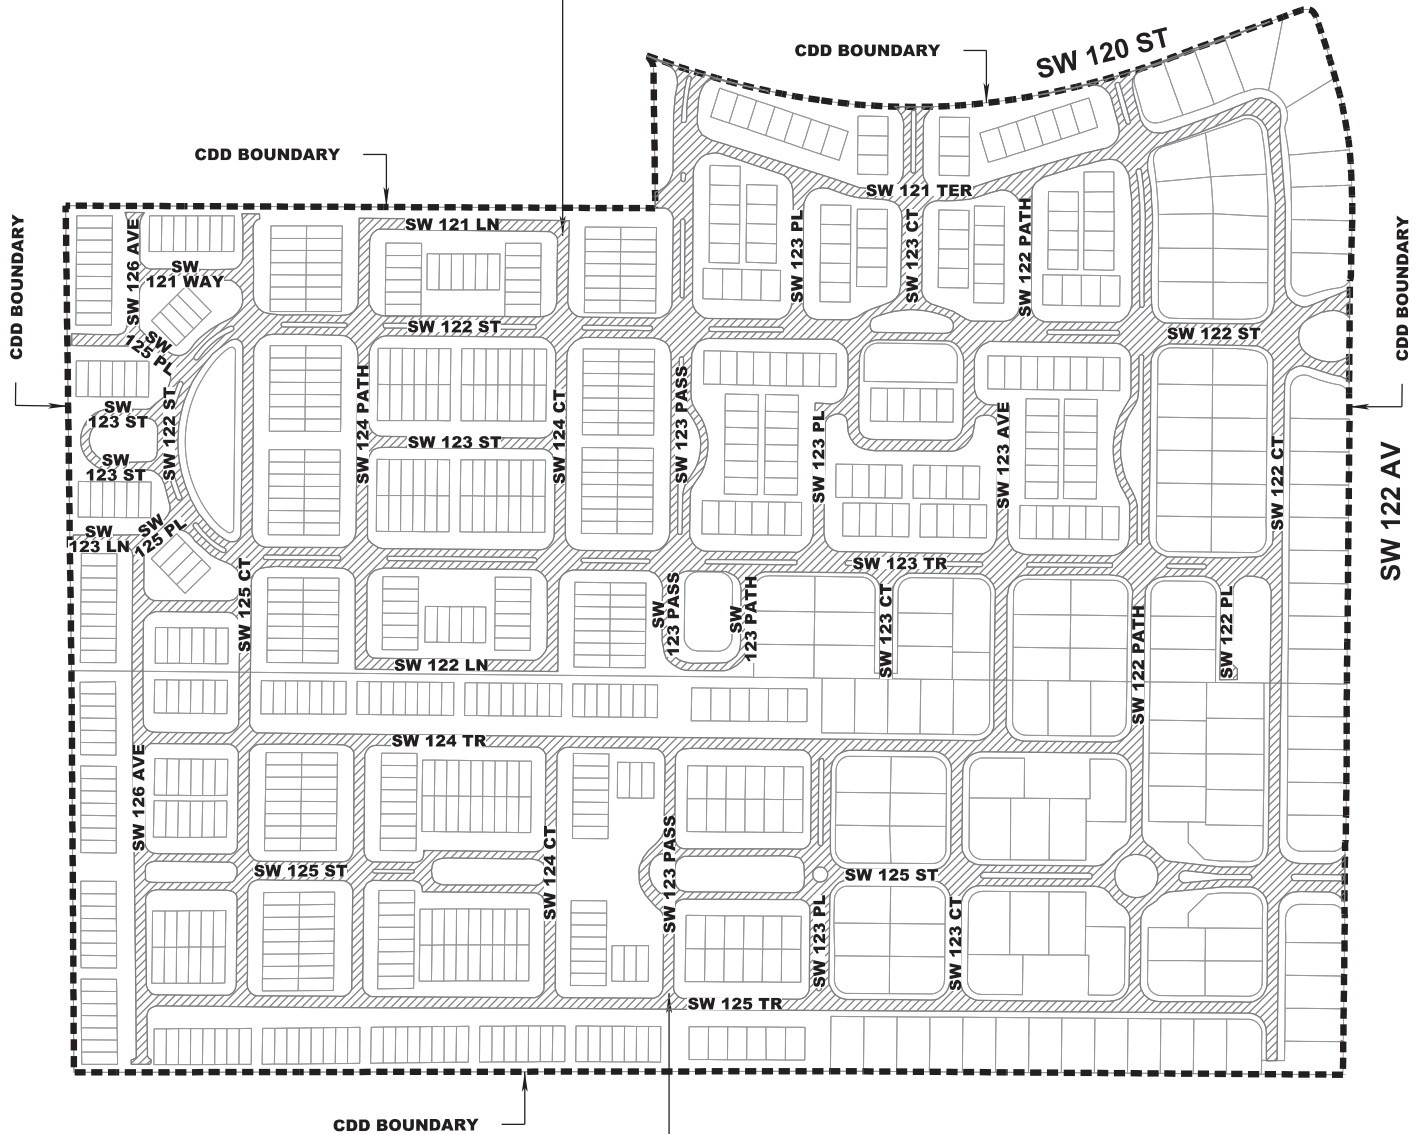 SW 120 ST
CDD BOUNDARY
CDD BOUNDARY
SW 121 TER
CDD BOUNDARY
CDD BOUNDARY
SW 126 AVE
SW 121 LN
SW
121 WAY
SW 123 PL
SW 123 CT
SW 122 PATH
SW 122 ST
SW 122 ST
SW
125 PL
SW
123 ST
SW 122 ST
SW 124 PATH
SW 123 ST
SW 124 CT
SW 123 PASS
SW 123 PL
SW 123 AVE
SW 122 CT
SW 122 AV
SW
123 ST
SW
123 LN
SW
125 PL
SW 123 TR
SW 125 CT
SW
123 PASS
SW
123 PATH
SW 123 CT
SW 122 PATH
SW 122 PL
SW 122 LN
SW 124 TR
SW 126 AVE
SW 125 ST
SW 124 CT
SW 123 PASS
SW 125 ST
SW 123 PL
SW 123 CT
SW 125 TR
CDD BOUNDARY